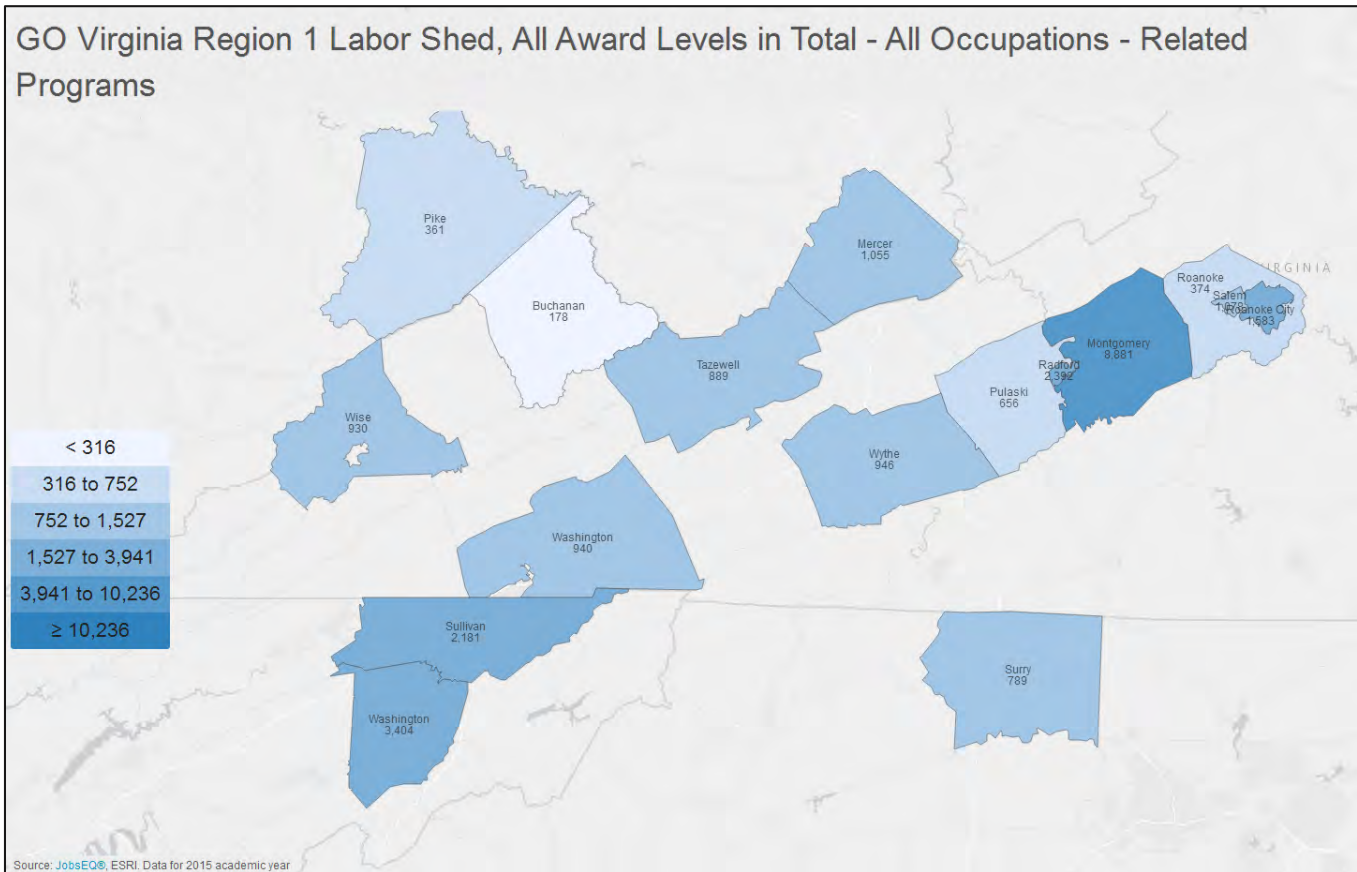 GO Virginia Region 1 Labor Shed, All Award Levels in Total - All Occupations - Related
Programs
Pike
361
Mercer
1,055
VIRGINIA
Roanoke
374
Salem
Roanoke City
1,583
Buchanan
178
Montgomery
8,881
Tazewell
889
Radford
2,392
Pulaski
656
Wise
930
Wythe
946
< 316
316 to 752
752 to 1,527
1,527 to 3,941
3,941 to 10,236
≥ 10,236
Washington
940
Sullivan
2,181
Surry
789
Washington
3,404
Source: JobsEQ®, ESRI. Data for 2015 academic year